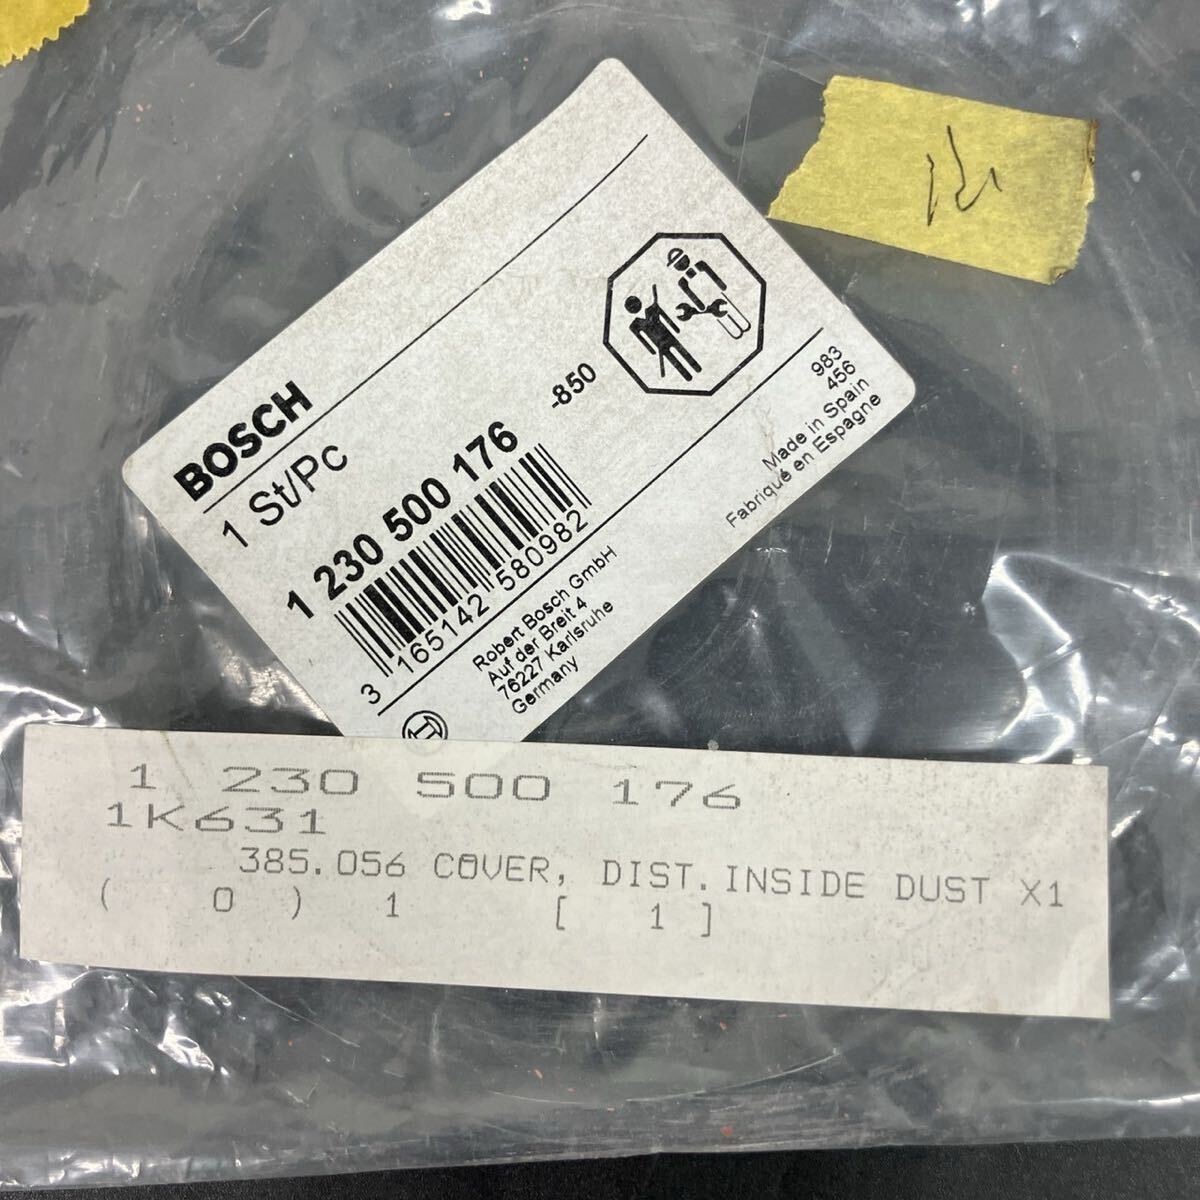 BOSCH
1 St/Pc
1 230 500 176
-850
3 165142 580982
Robert Bosch GmbH
Auf der Breit 4
76227 Karlsruhe
Germany
983
456
Made in Spain
Fabriqué en Espagne
1 230 500 176
1K631
385.056 COVER, DIST.INSIDE DUST X1
( 0 ) 1 [ 1 ]